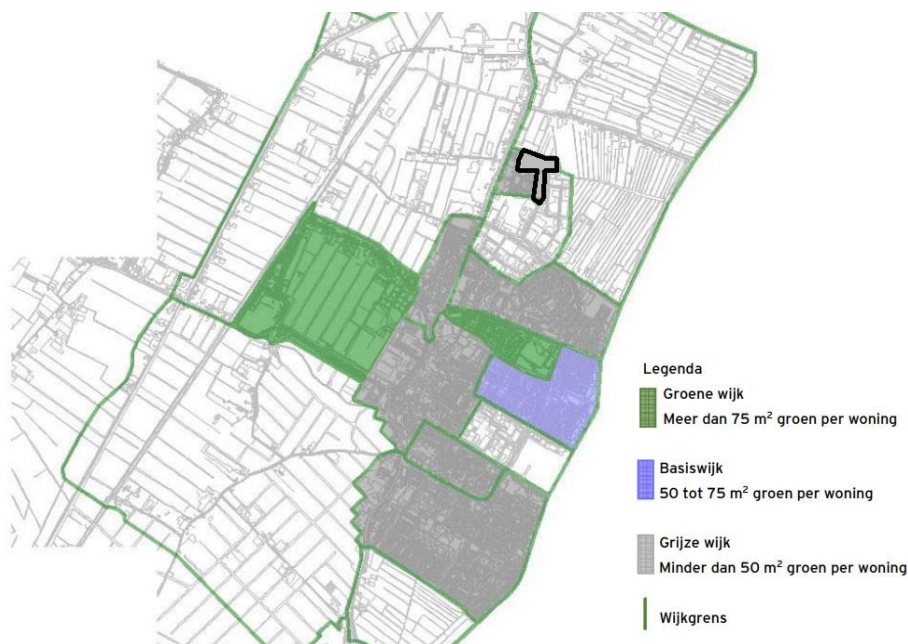 Legenda
Groene wijk
Meer dan 75 m² groen per woning
Basiswijk
50 tot 75 m² groen per woning
Grijze wijk
Minder dan 50 m² groen per woning
Wijkgrens